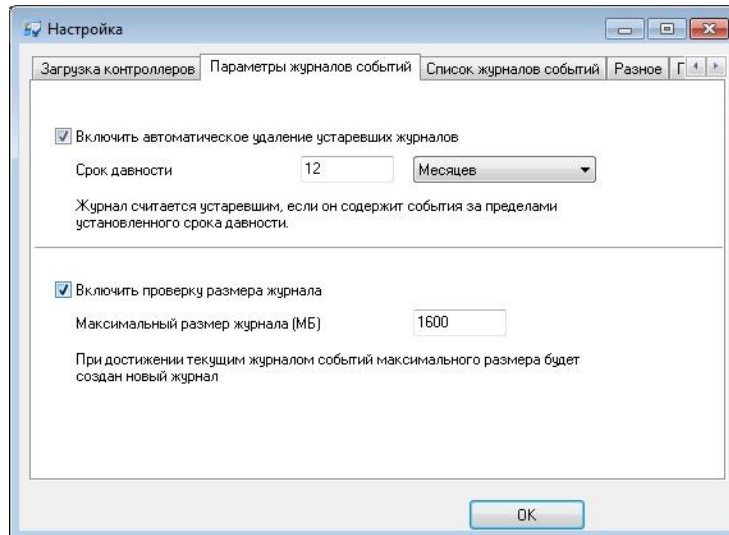 Настройка
Загрузка контроллеров Параметры журналов событий Список журналов событий Разное
Включить автоматическое удаление устаревших журналов
Срок давности 12 Месяцев
Журнал считается устаревшим, если он содержит события за пределами
установленного срока давности.
Включить проверку размера журнала
Максимальный размер журнала (МБ) 1600
При достижении текущим журналом событий максимального размера будет
создан новый журнал
OK